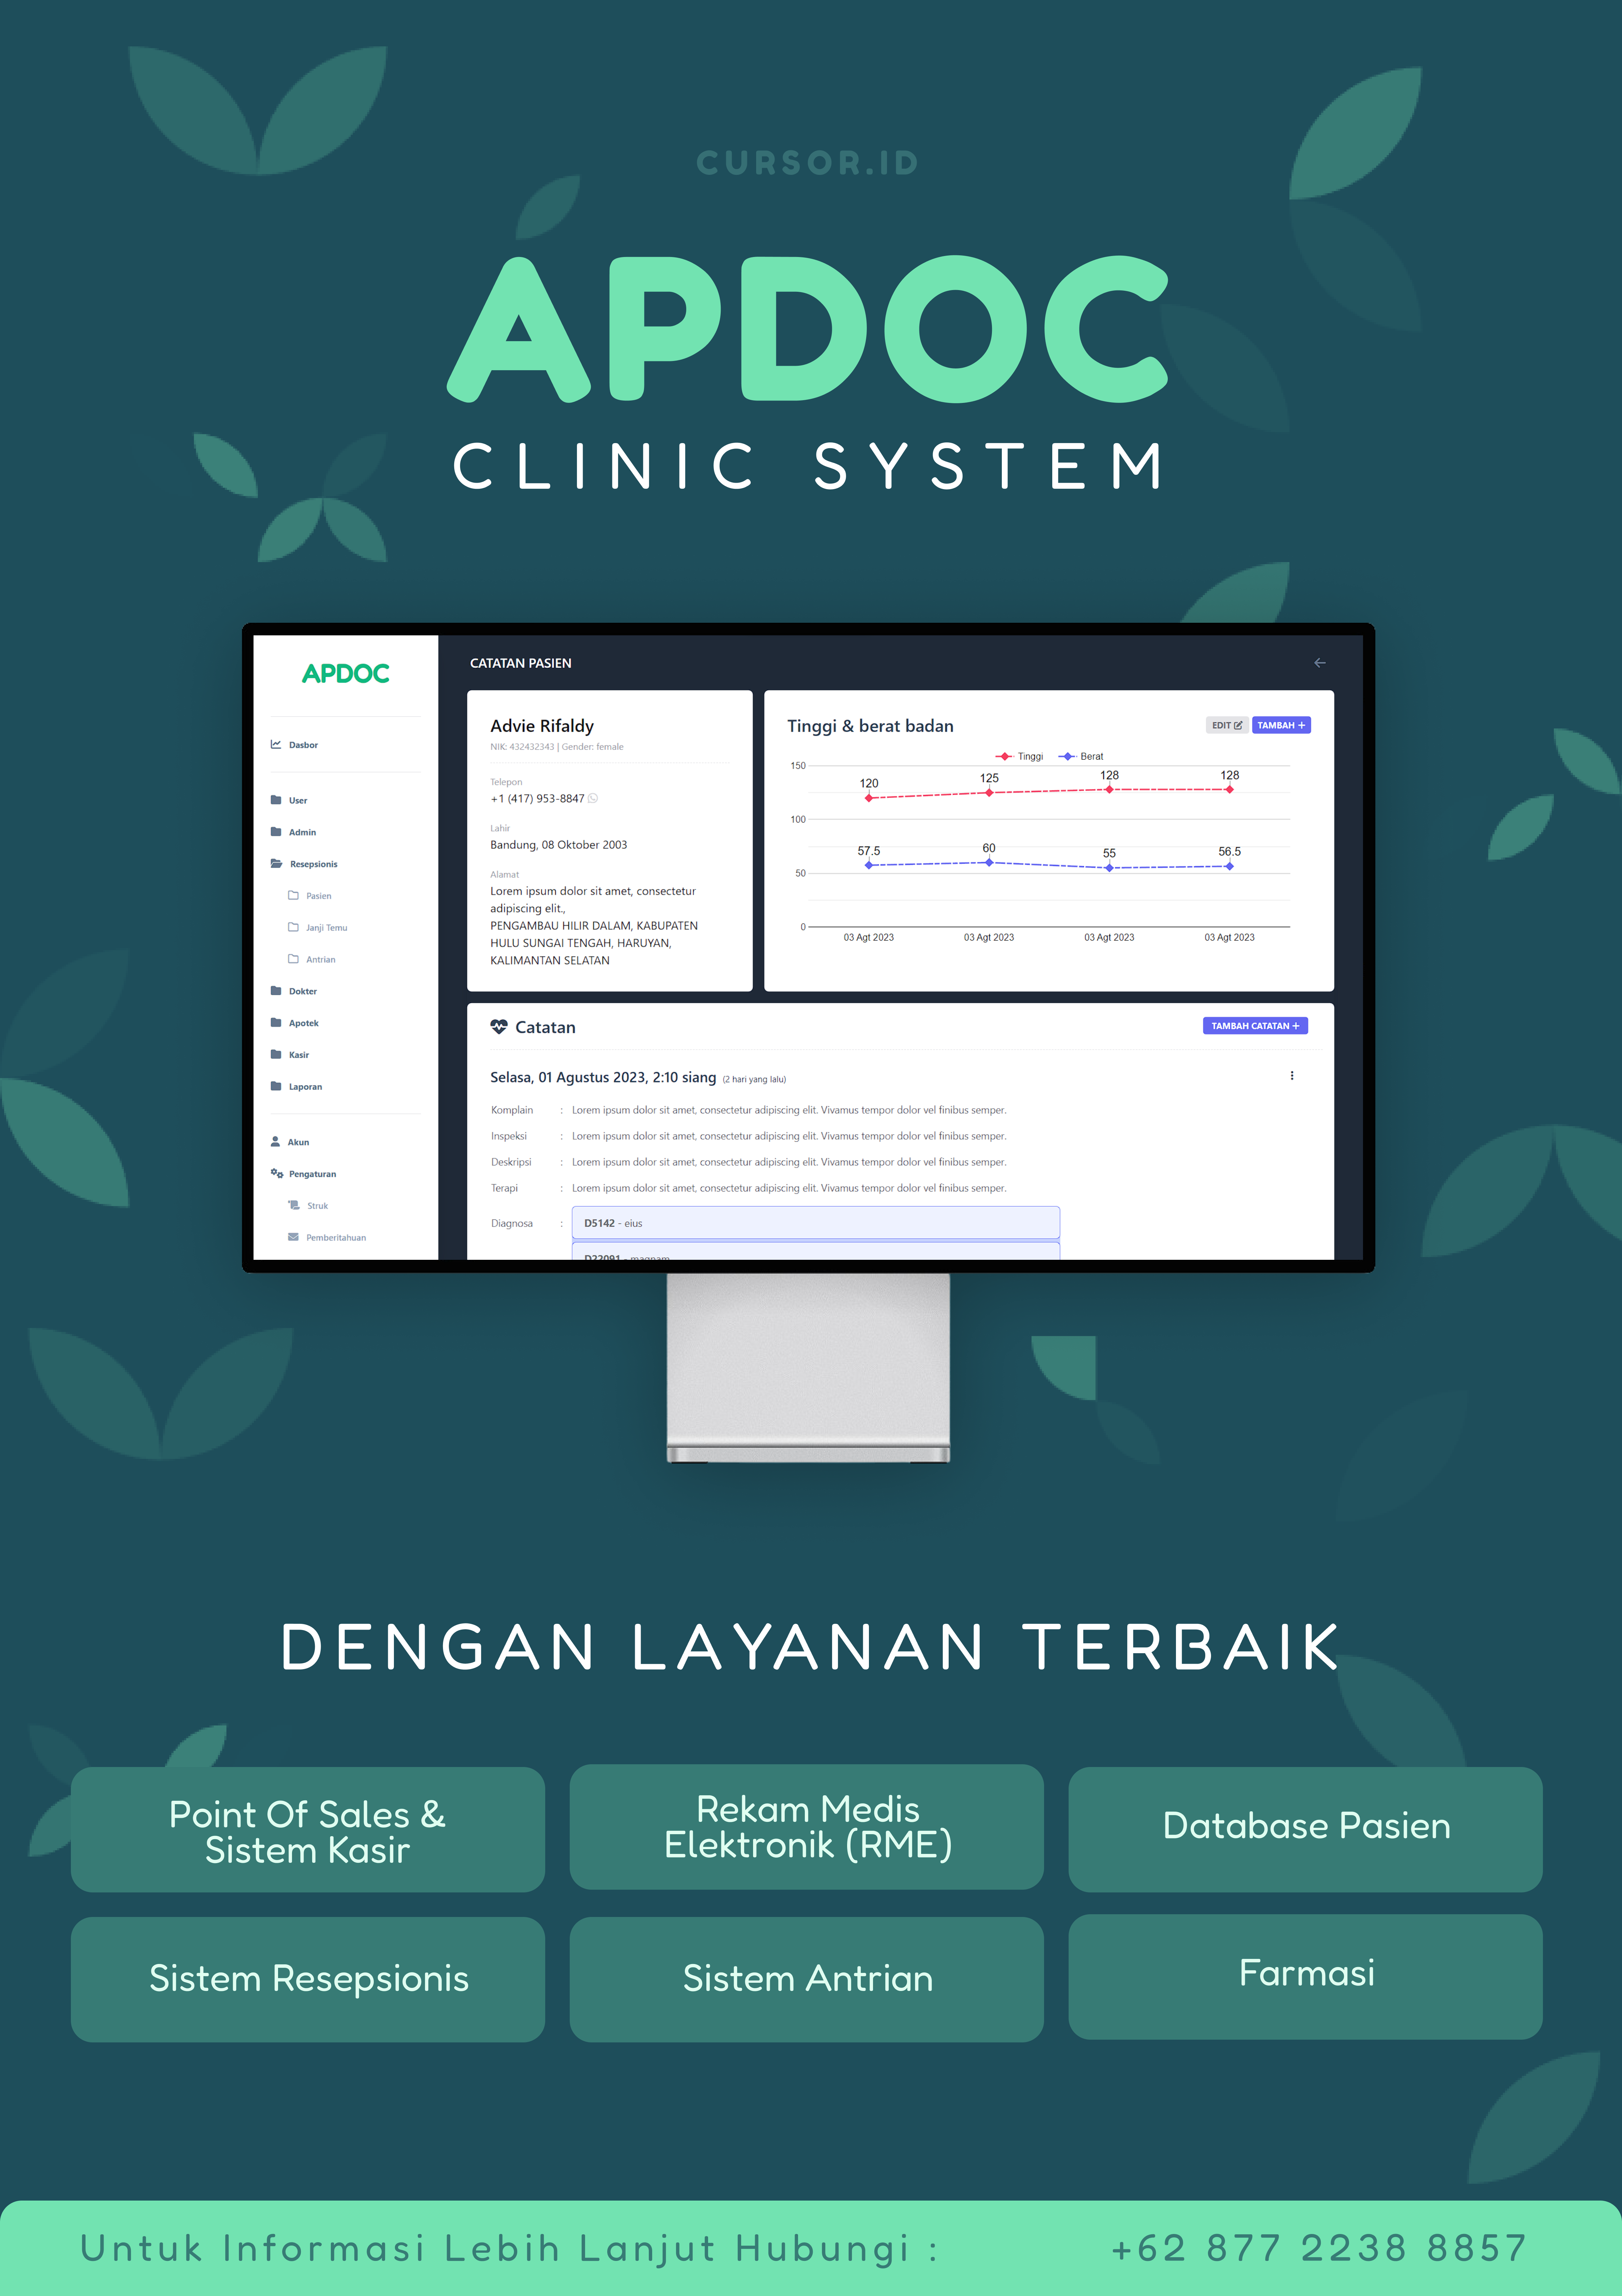 CURSOR.ID
APDOC
CLINIC SYSTEM
APDOC
Dasbor
User
Admin
Resepsionis
Pasien
Janji Temu
Antrian
Dokter
Apotek
Kasir
Laporan
Akun
Pengaturan
Struk
Pemberitahuan
CATATAN PASIEN
Advie Rifaldy
NIK: 432432343 | Gender: female
Telepon
+1 (417) 953-8847
Lahir
Bandung, 08 Oktober 2003
Alamat
Lorem ipsum dolor sit amet, consectetur
adipiscing elit.,
PENGAMBAU HILIR DALAM, KABUPATEN
HULU SUNGAI TENGAH, HARUYAN,
KALIMANTAN SELATAN
Tinggi & berat badan
EDIT TAMBAH +
Tinggi Berat
150
120 125 128 128
100
57.5 60 55 56.5
50
0
03 Agt 2023 03 Agt 2023 03 Agt 2023 03 Agt 2023
Catatan
TAMBAH CATATAN +
Selasa, 01 Agustus 2023, 2:10 siang (2 hari yang lalu)
Komplain : Lorem ipsum dolor sit amet, consectetur adipiscing elit. Vivamus tempor dolor vel finibus semper.
Inspeksi : Lorem ipsum dolor sit amet, consectetur adipiscing elit. Vivamus tempor dolor vel finibus semper.
Deskripsi : Lorem ipsum dolor sit amet, consectetur adipiscing elit. Vivamus tempor dolor vel finibus semper.
Terapi : Lorem ipsum dolor sit amet, consectetur adipiscing elit. Vivamus tempor dolor vel finibus semper.
Diagnosa : D5142 - eius
D22091 - magnam
DENGAN LAYANAN TERBAIK
Point Of Sales &
Sistem Kasir
Rekam Medis
Elektronik (RME)
Database Pasien
Sistem Resepsionis
Sistem Antrian
Farmasi
Untuk Informasi Lebih Lanjut Hubungi : +62 877 2238 8857